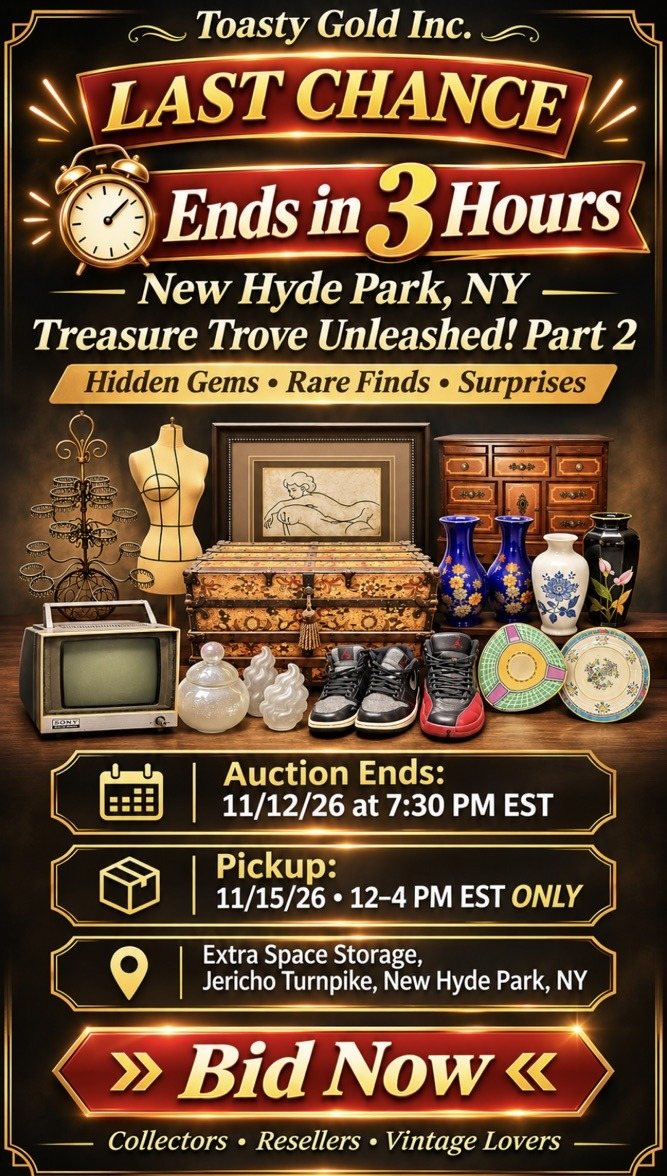 Toasty Gold Inc.
LAST CHANCE
Ends in 3 Hours
New Hyde Park, NY
Treasure Trove Unleashed! Part 2
Hidden Gems • Rare Finds • Surprises
SONY
Auction Ends:
11/12/26 at 7:30 PM EST
Pickup:
11/15/26 • 12–4 PM EST ONLY
Extra Space Storage,
Jericho Turnpike, New Hyde Park, NY
Bid Now
Collectors • Resellers • Vintage Lovers